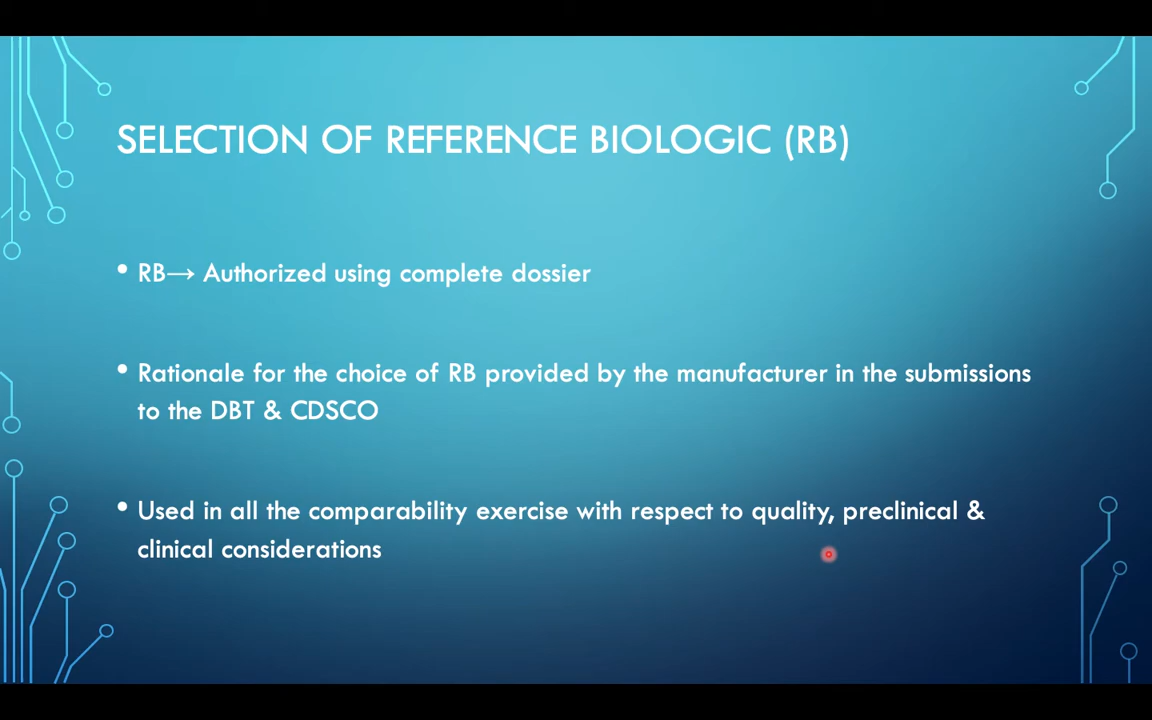 SELECTION OF REFERENCE BIOLOGIC (RB)
• RB→ Authorized using complete dossier
• Rationale for the choice of RB provided by the manufacturer in the submissions
to the DBT & CDSCO
• Used in all the comparability exercise with respect to quality, preclinical &
clinical considerations